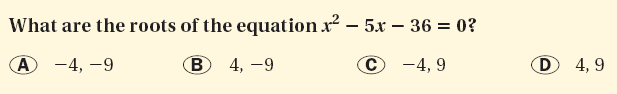 What are the roots of the equation x² − 5x − 36 = 0?
A −4, −9 B 4, −9 C −4, 9 D 4, 9